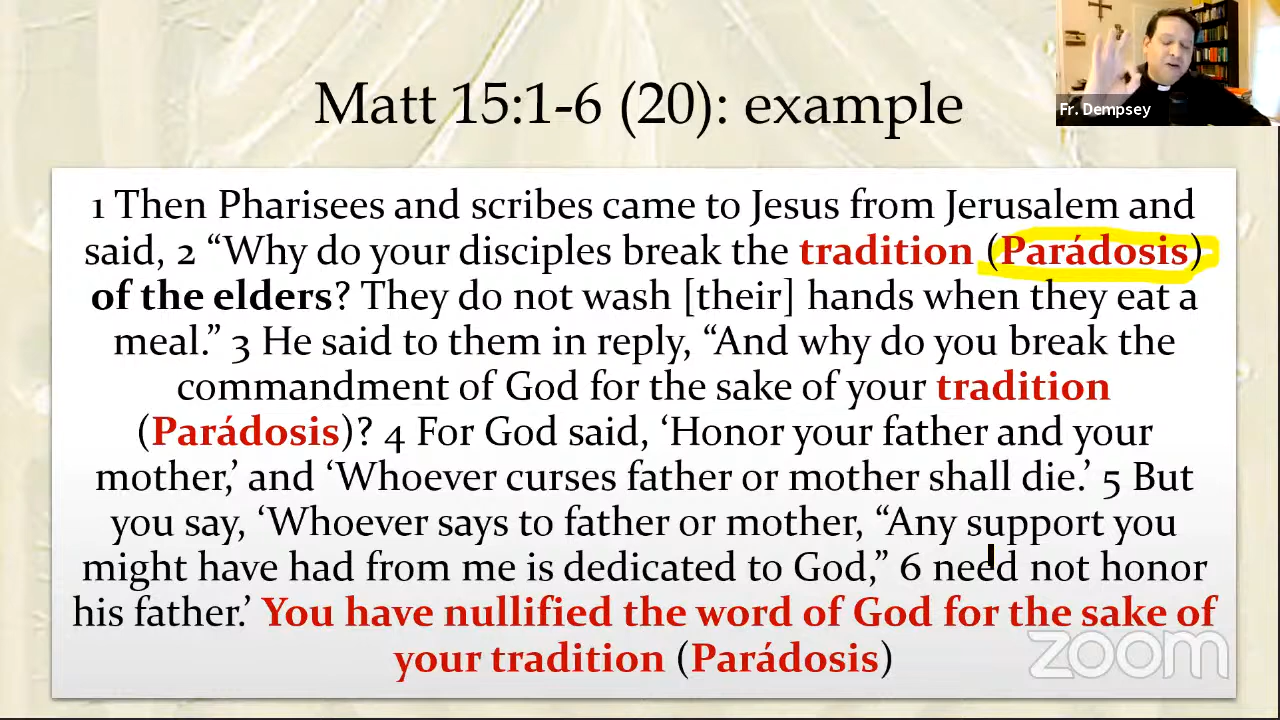 Matt 15:1-6 (20): example
Fr. Dempsey
1 Then Pharisees and scribes came to Jesus from Jerusalem and
said, 2 “Why do your disciples break the tradition (Parádosis)
of the elders? They do not wash [their] hands when they eat a
meal.” 3 He said to them in reply, “And why do you break the
commandment of God for the sake of your tradition
(Parádosis)? 4 For God said, ‘Honor your father and your
mother,’ and ‘Whoever curses father or mother shall die.’ 5 But
you say, ‘Whoever says to father or mother, “Any support you
might have had from me is dedicated to God,” 6 need not honor
his father.’ You have nullified the word of God for the sake of
your tradition (Parádosis)
zoom